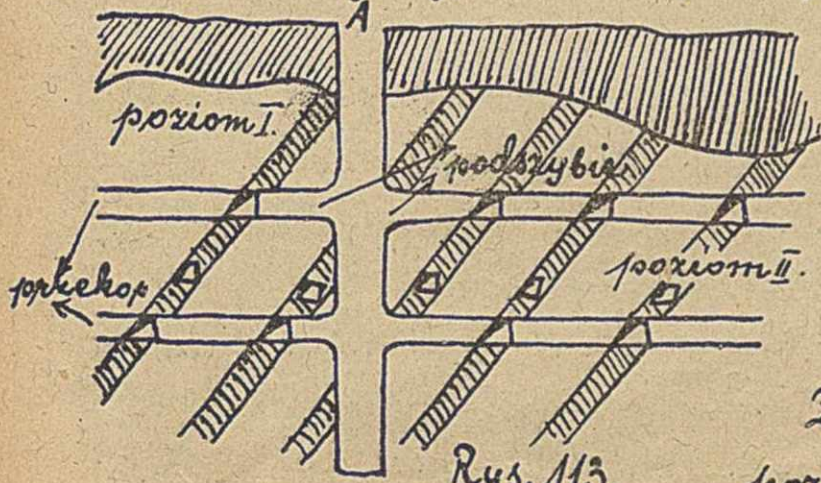 A
poziom I.
podszybie
przekop
poziom II.
Rys. 113